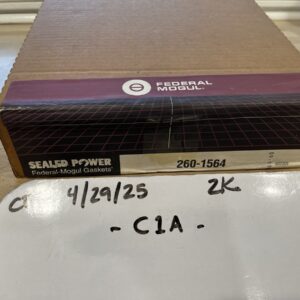 FEDERAL
MOGUL.
SEALED POWER
Federal-Mogul Gaskets
260-1564
4/29/25 2K
- C1A -